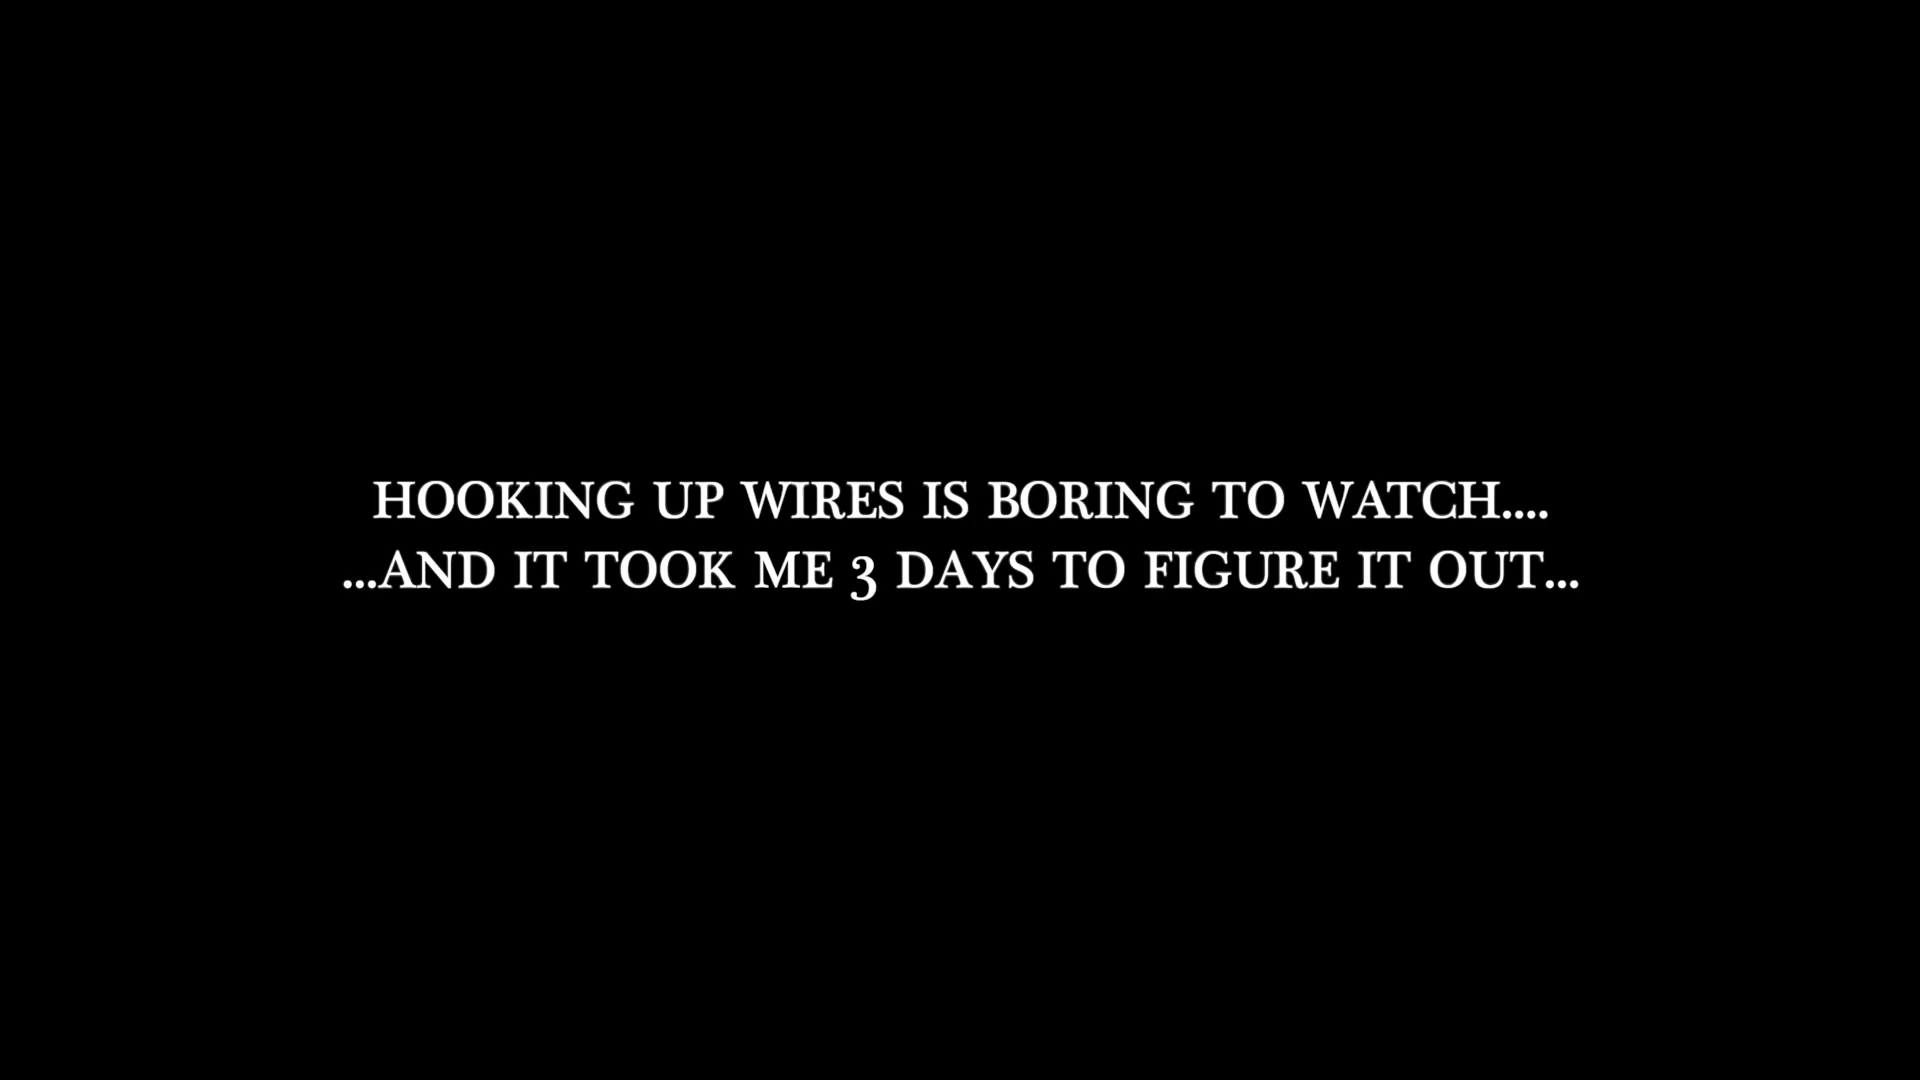 HOOKING UP WIRES IS BORING TO WATCH....
...AND IT TOOK ME 3 DAYS TO FIGURE IT OUT...